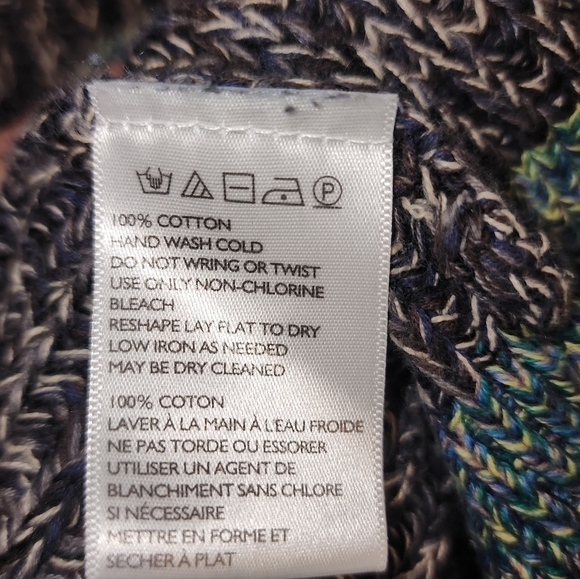 P
100% COTTON
HAND WASH COLD
DO NOT WRING OR TWIST
USE ONLY NON-CHLORINE
BLEACH
RESHAPE LAY FLAT TO DRY
LOW IRON AS NEEDED
MAY BE DRY CLEANED
100% COTON
LAVER À LA MAIN À L'EAU FROIDE
NE PAS TORDE OU ESSORER
UTILISER UN AGENT DE
BLANCHIMENT SANS CHLORE
SI NÉCESSAIRE
METTRE EN FORME ET
SECHER À PLAT